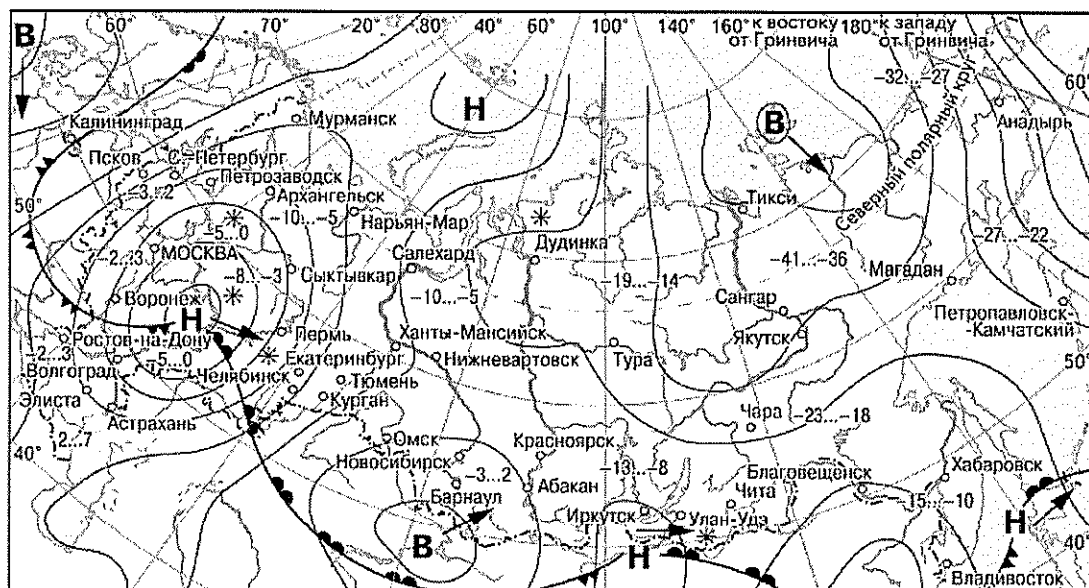 60° 70° 20° 80° 40° 60° 100° 140° 160° к востоку 180° к западу
от Гринвича от Гринвича
60°
В
Н
В
-32...-27
Северный полярный круг
Анадырь
Калининград
Мурманск
Псков С.-Петербург
-3...2
Петрозаводск
Архангельск
-10...-5
Нарьян-Мар
Тикси
50°
-5...0
-2...3
МОСКВА
Салехард
Дудинка
-27...-22
-8...-3
Сыктывкар
-10...-5
-19...-14
-41...-36
Магадан
Воронеж
Н
Пермь
Сангар
Петропавловск-
Камчатский
Ростов-на-Дону
Ханты-Мансийск
Тура
Якутск
-2...3
Волгоград
-5...0
Екатеринбург
Нижневартовск
50°
Челябинск
Тюмень
Элиста
Курган
Астрахань
Чара
-23...-18
2...7
40°
Омск
Красноярск
Новосибирск
-3...2
-13...-8
Благовещенск
Хабаровск
Барнаул
Абакан
Чита
-15...-10
Иркутск
Улан-Удэ
В
Н
Н
40°
Владивосток